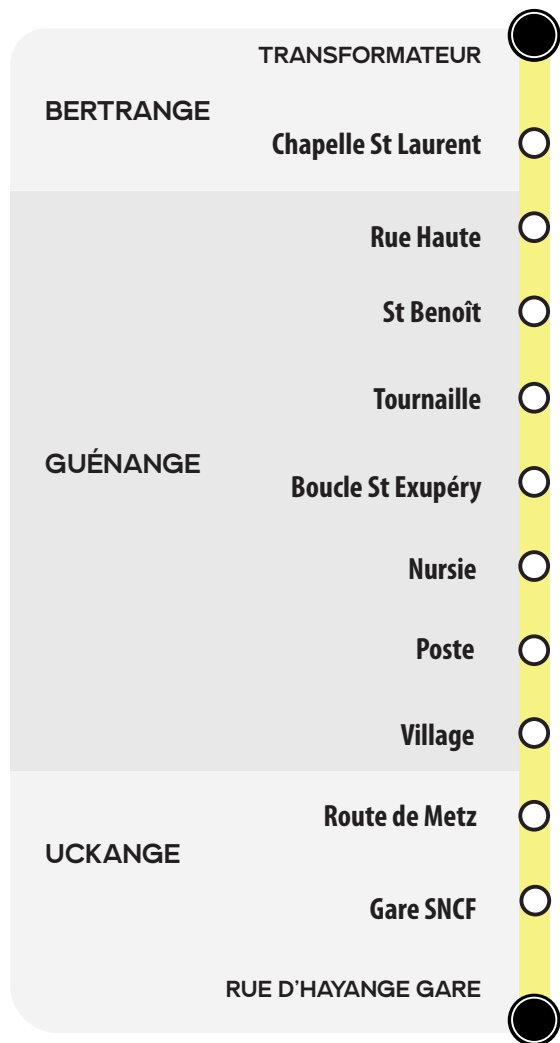 TRANSFORMATEUR
BERTRANGE
Chapelle St Laurent
Rue Haute
St Benoît
Tournaille
GUÉNANGE
Boucle St Exupéry
Nursie
Poste
Village
Route de Metz
UCKANGE
Gare SNCF
RUE D'HAYANGE GARE